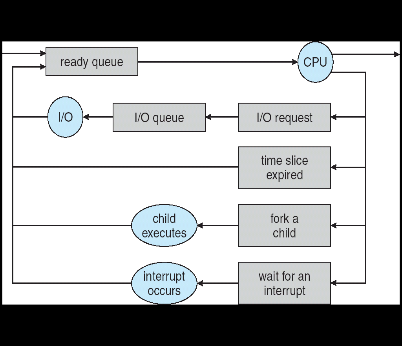 ready queue
CPU
I/O
I/O queue
I/O request
time slice
expired
child
executes
fork a
child
interrupt
occurs
wait for an
interrupt